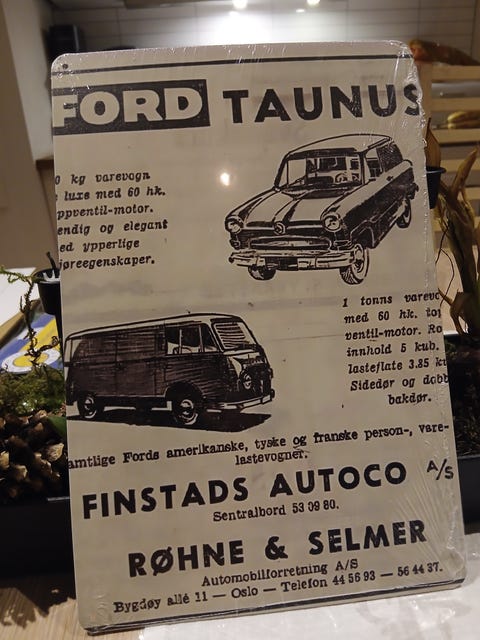 FORD TAUNUS
0 kg varevogn
luxe med 60 hk.
ppventil-motor.
endig og elegant
ed ypperlige
jøreegenskaper.
1 tonns varevo
med 60 hk. to
ventil-motor. Ro
innhold 5 kub.
lasteflate 3.85 k
Sidedør og dobb
bakdør.
amtlige Fords amerikanske, tyske og franske person-, vare-
lastevogner.
FINSTADS AUTOCO A/S
Sentralbord 53 09 80.
RØHNE & SELMER
Automobilforretning A/S
Bygdøy allé 11 — Oslo — Telefon 44 56 93 — 56 44 37.